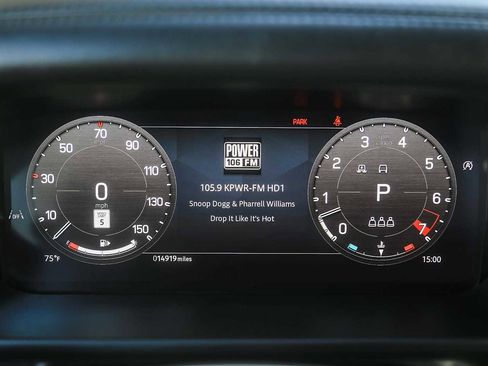 PARK
POWER
106 FM
105.9 KPWR-FM HD1
Snoop Dogg & Pharrell Williams
Drop It Like It's Hot
10
30
50
70
90
110
130
150
0
mph
5
75°F
014919 miles
0
1
2
3
4
5
6
7
P
15:00